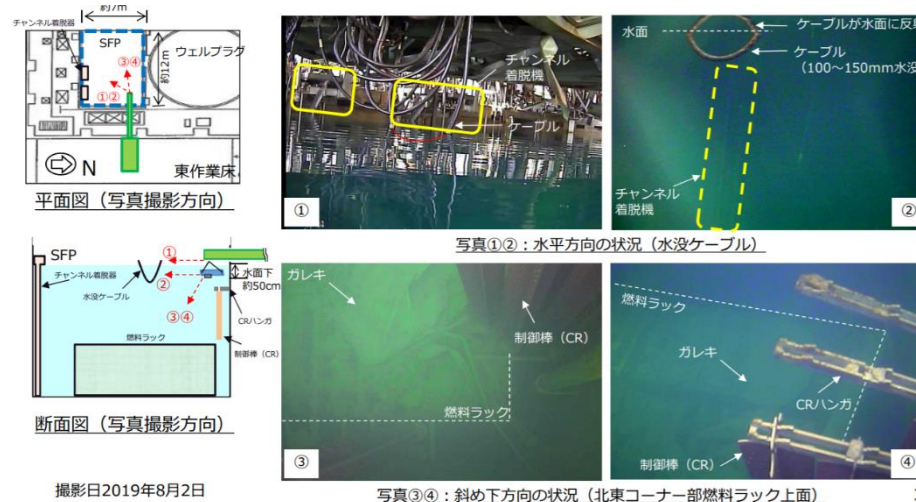 約7m
チャンネル着脱器
SFP
ウェルプラグ
約12m
③④
①②
N
東作業床
平面図（写真撮影方向）
チャンネル
着脱機
ケーブル
①
水面
ケーブルが水面に反射
ケーブル
（100～150mm水没
チャンネル
着脱機
②
写真①②：水平方向の状況（水没ケーブル）
SFP
チャンネル着脱器
①
②
水面下
約50cm
水没ケーブル
③④
CRハンガ
燃料ラック
制御棒（CR）
断面図（写真撮影方向）
撮影日2019年8月2日
ガレキ
制御棒（CR）
燃料ラック
③
燃料ラック
ガレキ
CRハンガ
制御棒（CR）
④
写真③④：斜め下方向の状況（北東コーナー部燃料ラック上面）